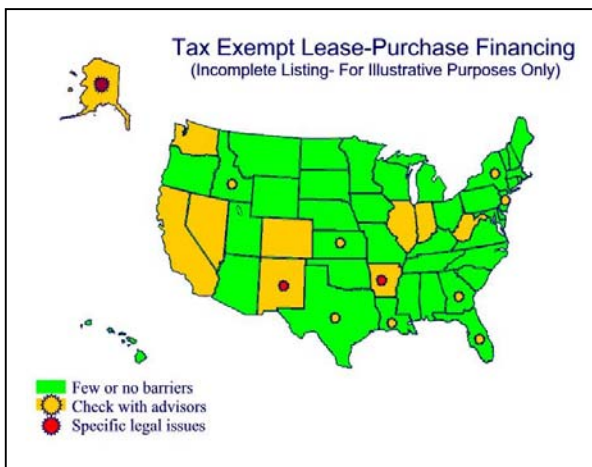 Tax Exempt Lease-Purchase Financing
(Incomplete Listing- For Illustrative Purposes Only)
Few or no barriers
Check with advisors
Specific legal issues